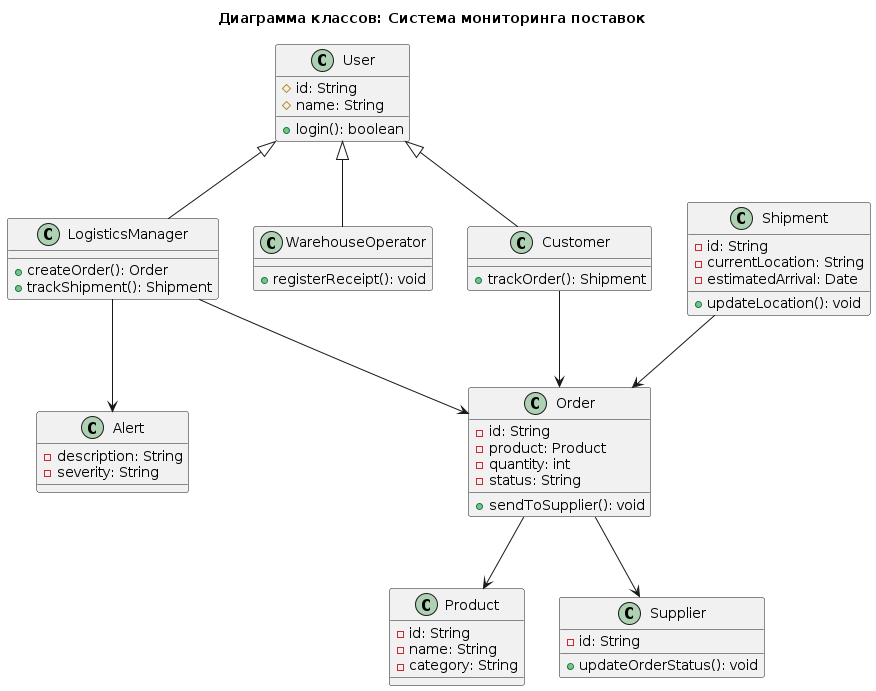 Диаграмма классов: Система мониторинга поставок
C User
id: String
name: String
login(): boolean
C LogisticsManager
createOrder(): Order
trackShipment(): Shipment
C WarehouseOperator
registerReceipt(): void
C Customer
trackOrder(): Shipment
C Shipment
id: String
currentLocation: String
estimatedArrival: Date
updateLocation(): void
C Alert
description: String
severity: String
C Order
id: String
product: Product
quantity: int
status: String
sendToSupplier(): void
C Product
id: String
name: String
category: String
C Supplier
id: String
updateOrderStatus(): void